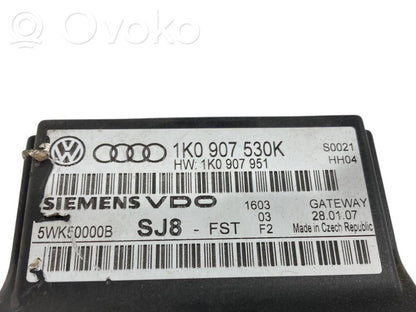 OVOKO
1K0 907 530K S0021
HW: 1K0 907 951 HH04
SIEMENS VDO 1603 GATEWAY
03 28.01.07
5WK50000B SJ8 - FST F2 Made in Czech Republic